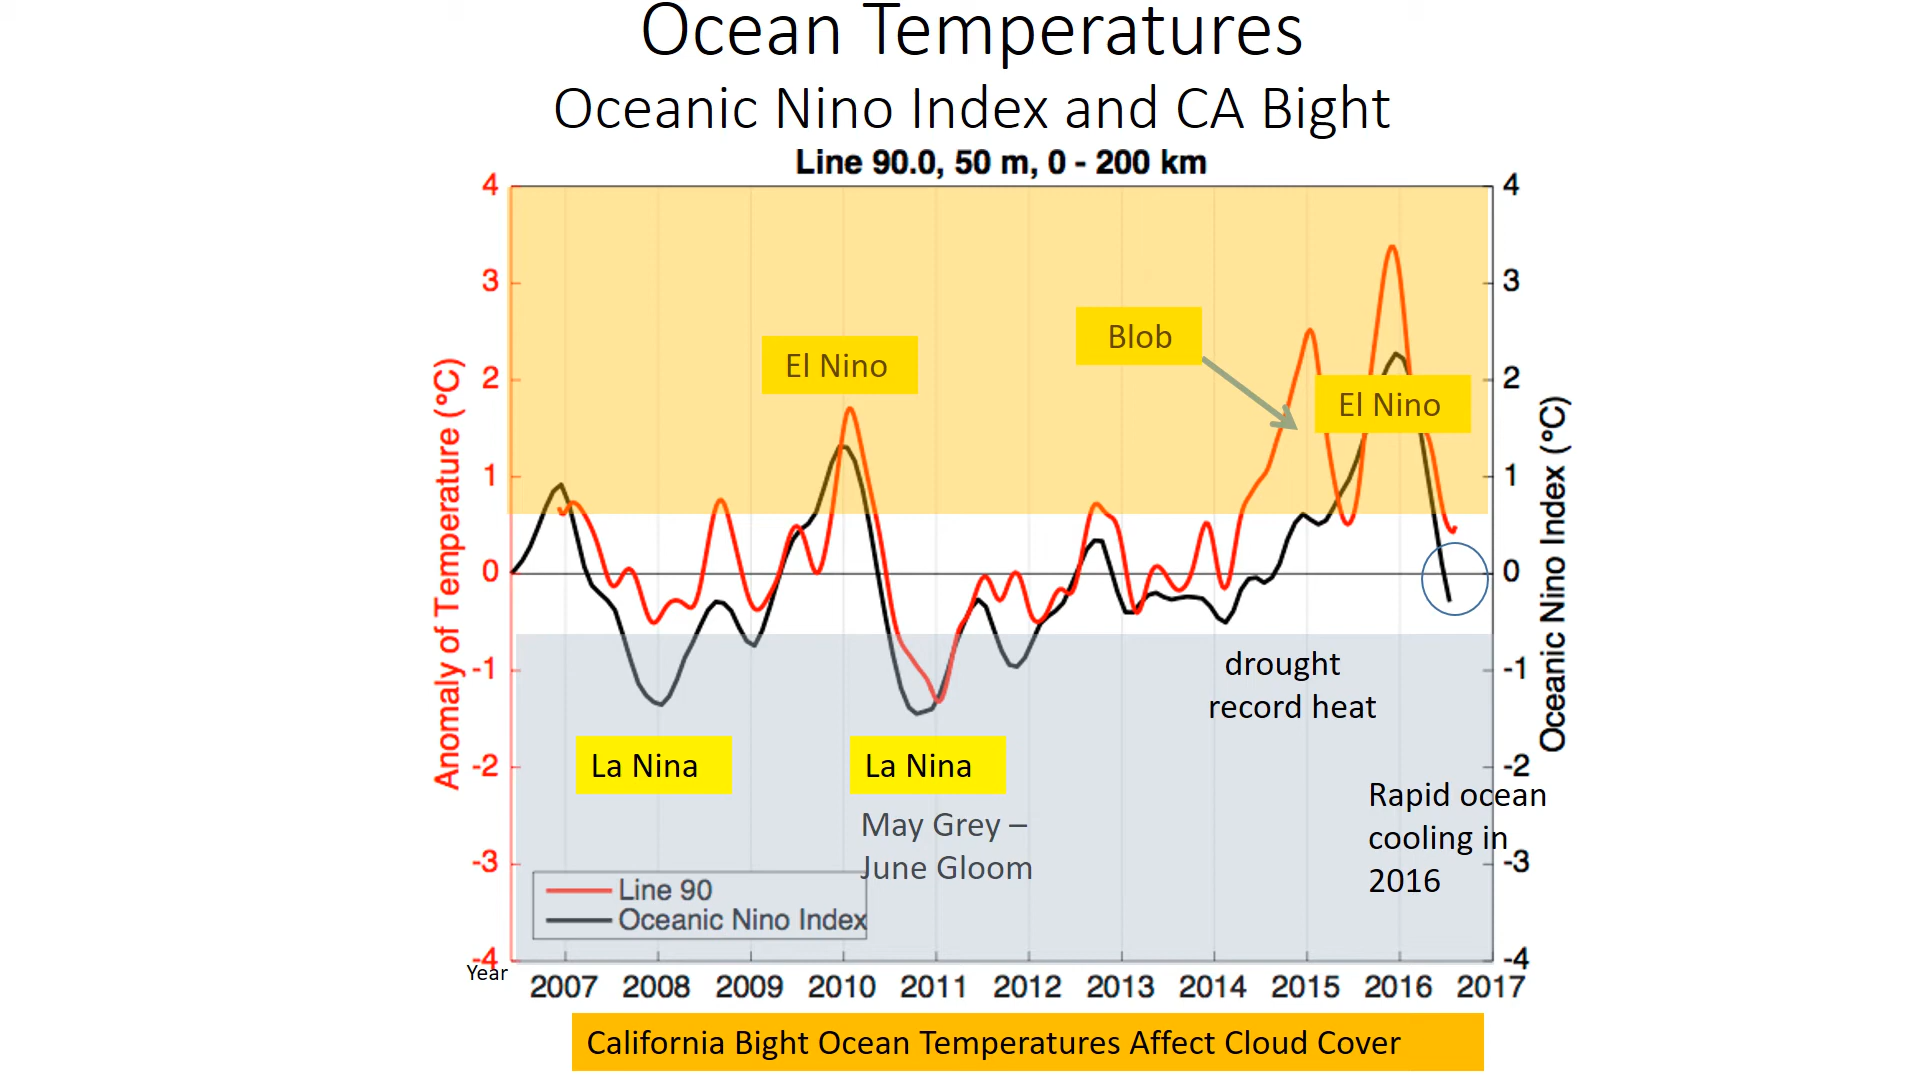 Ocean Temperatures
Oceanic Nino Index and CA Bight
Line 90.0, 50 m, 0 - 200 km
4
3
2
1
0
-1
-2
-3
-4
Anomaly of Temperature (°C)
4
3
2
1
0
-1
-2
-3
-4
Oceanic Nino Index (°C)
El Nino
Blob
El Nino
La Nina
La Nina
May Grey –
June Gloom
drought
record heat
Rapid ocean
cooling in
2016
Line 90
Oceanic Nino Index
Year
2007 2008 2009 2010 2011 2012 2013 2014 2015 2016 2017
California Bight Ocean Temperatures Affect Cloud Cover